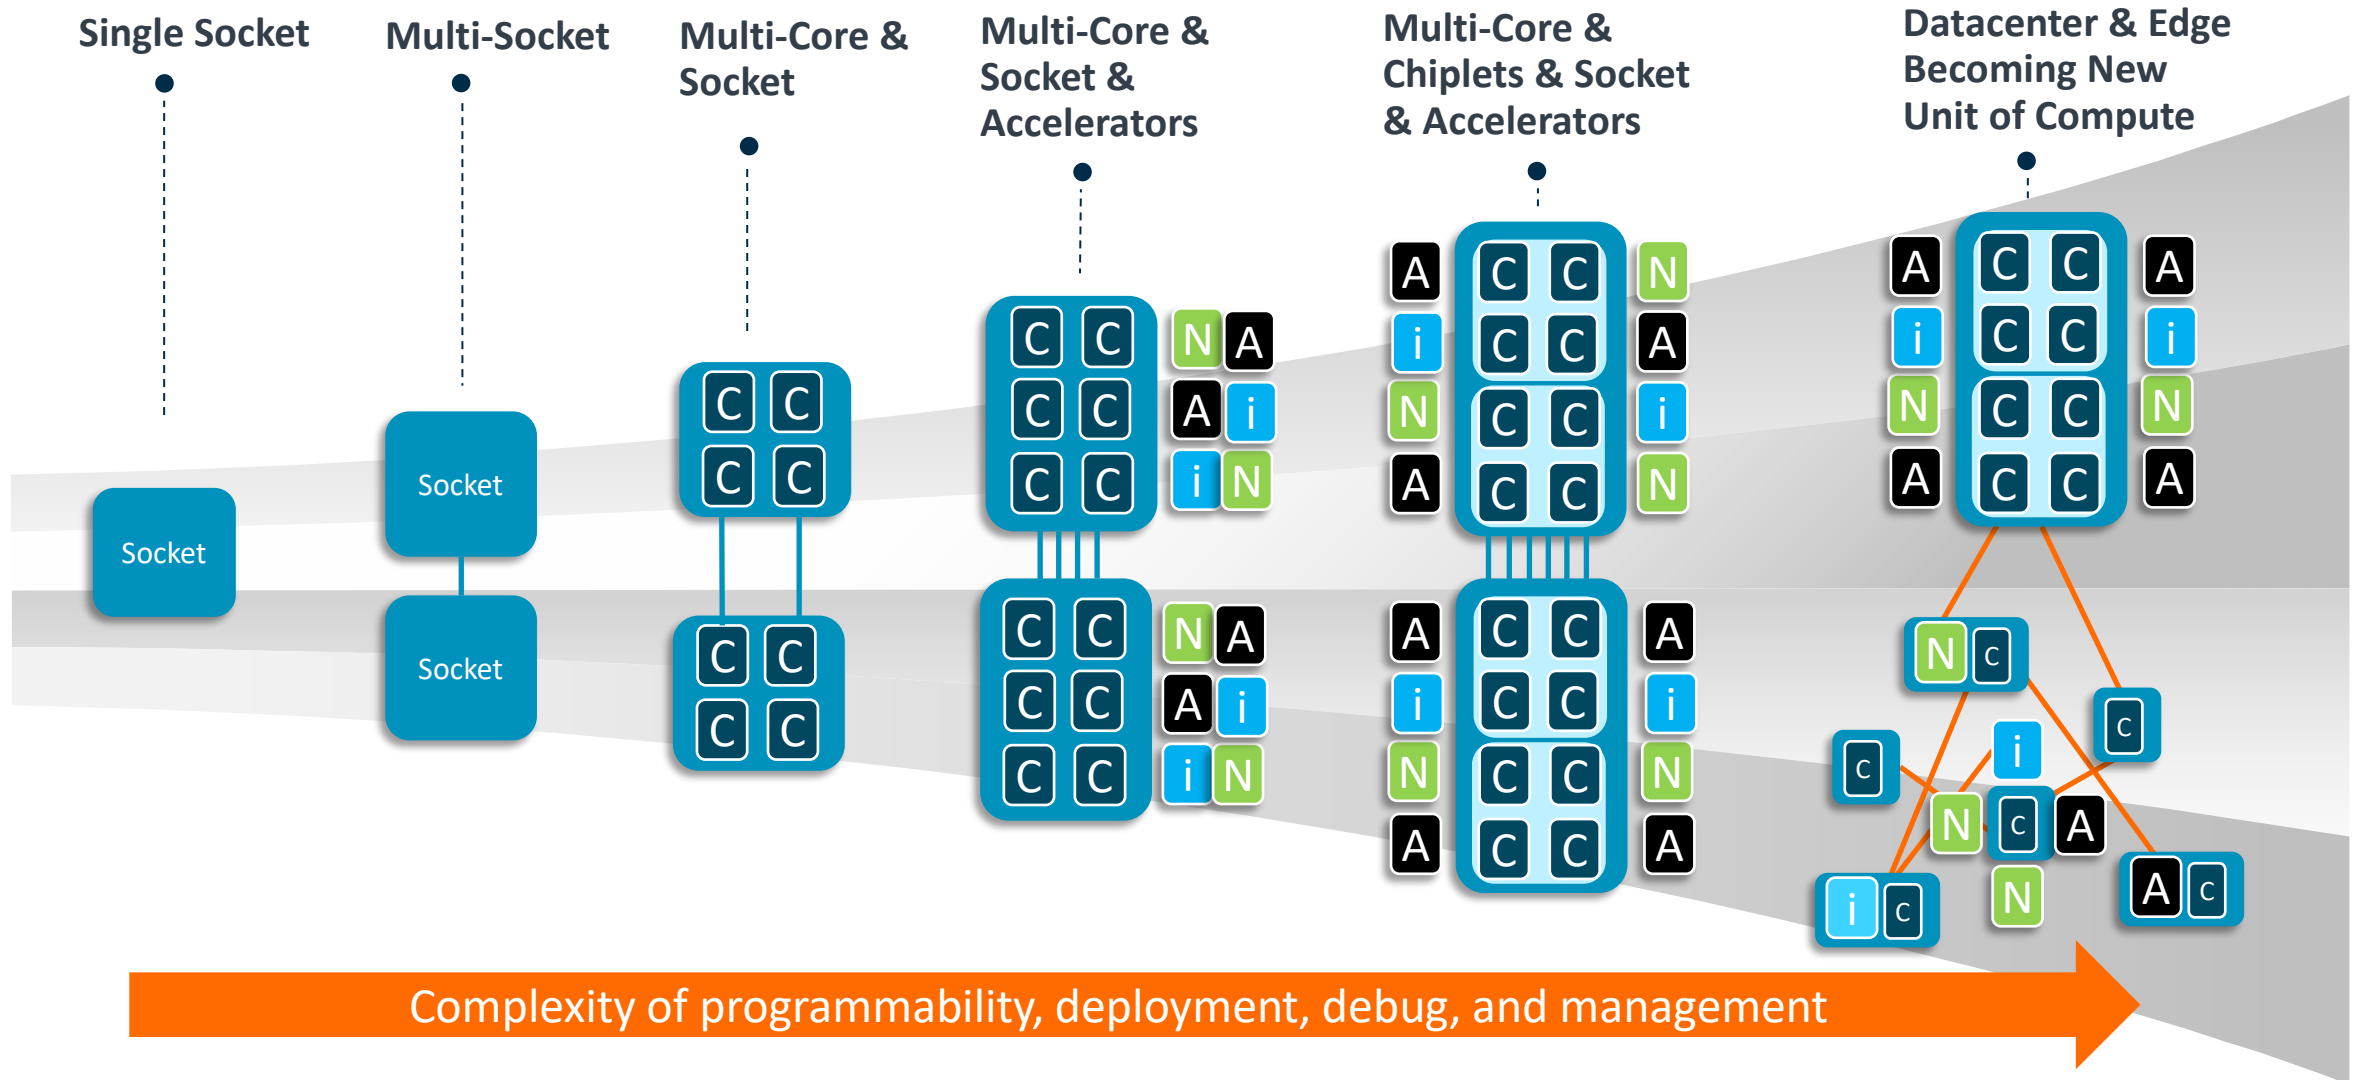 Single Socket
Multi-Socket
Multi-Core &
Socket
Multi-Core &
Socket &
Accelerators
Multi-Core &
Chiplets & Socket
& Accelerators
Datacenter & Edge
Becoming New
Unit of Compute
Socket
Socket
Socket
C C
C C
C C
C C
C C N A
C C A i
C C i N
C C N A
C C A i
C C i N
A C C N
i C C A
N C C i
A C C N
A C C A
i C C i
N C C N
A C C A
A C C A
i C C i
N C C N
A C C A
N C
C
C
i
N C A
N
i C
A C
Complexity of programmability, deployment, debug, and management